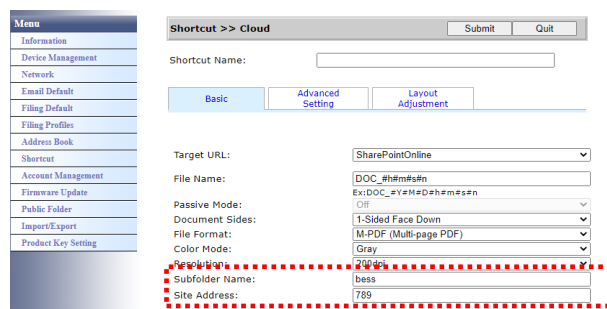 Menu
Information
Device Management
Network
Email Default
Filing Default
Filing Profiles
Address Book
Shortcut
Account Management
Firmware Update
Public Folder
Import/Export
Product Key Setting
Shortcut >> Cloud Submit Quit
Shortcut Name:
Basic Advanced Setting Layout Adjustment
Target URL: SharePointOnline
File Name: DOC_#h#m#s#n
Ex:DOC_#Y#M#D#h#m#s#n
Passive Mode: Off
Document Sides: 1-Sided Face Down
File Format: M-PDF (Multi-page PDF)
Color Mode: Gray
Resolution: 200dpi
Subfolder Name: bess
Site Address: 789